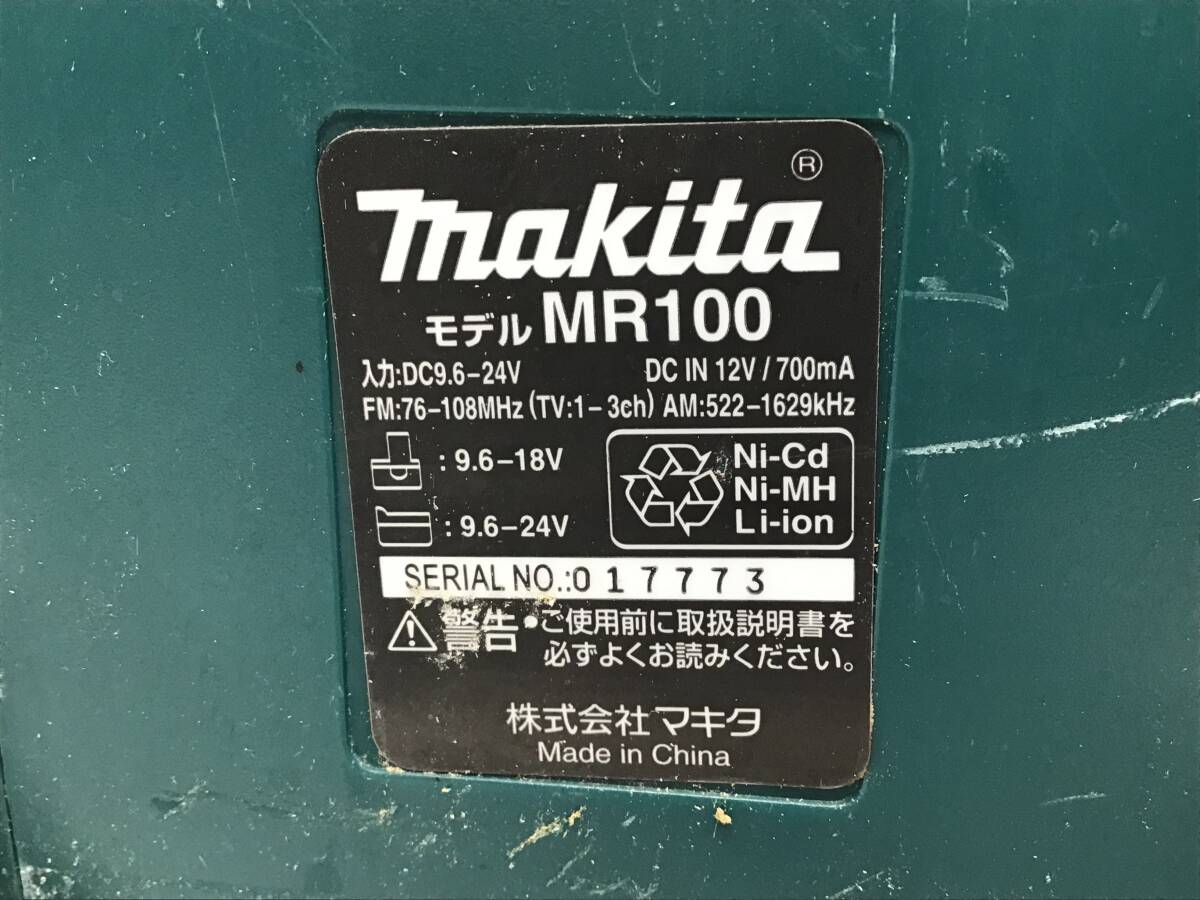 makita®
モデル MR100
入力:DC9.6-24V DC IN 12V / 700mA
FM:76-108MHz (TV:1-3ch) AM:522-1629kHz
: 9.6-18V
: 9.6-24V
Ni-Cd
Ni-MH
Li-ion
SERIAL NO.:017773
警告 •ご使用前に取扱説明書を
必ずよくお読みください。
株式会社マキタ
Made in China